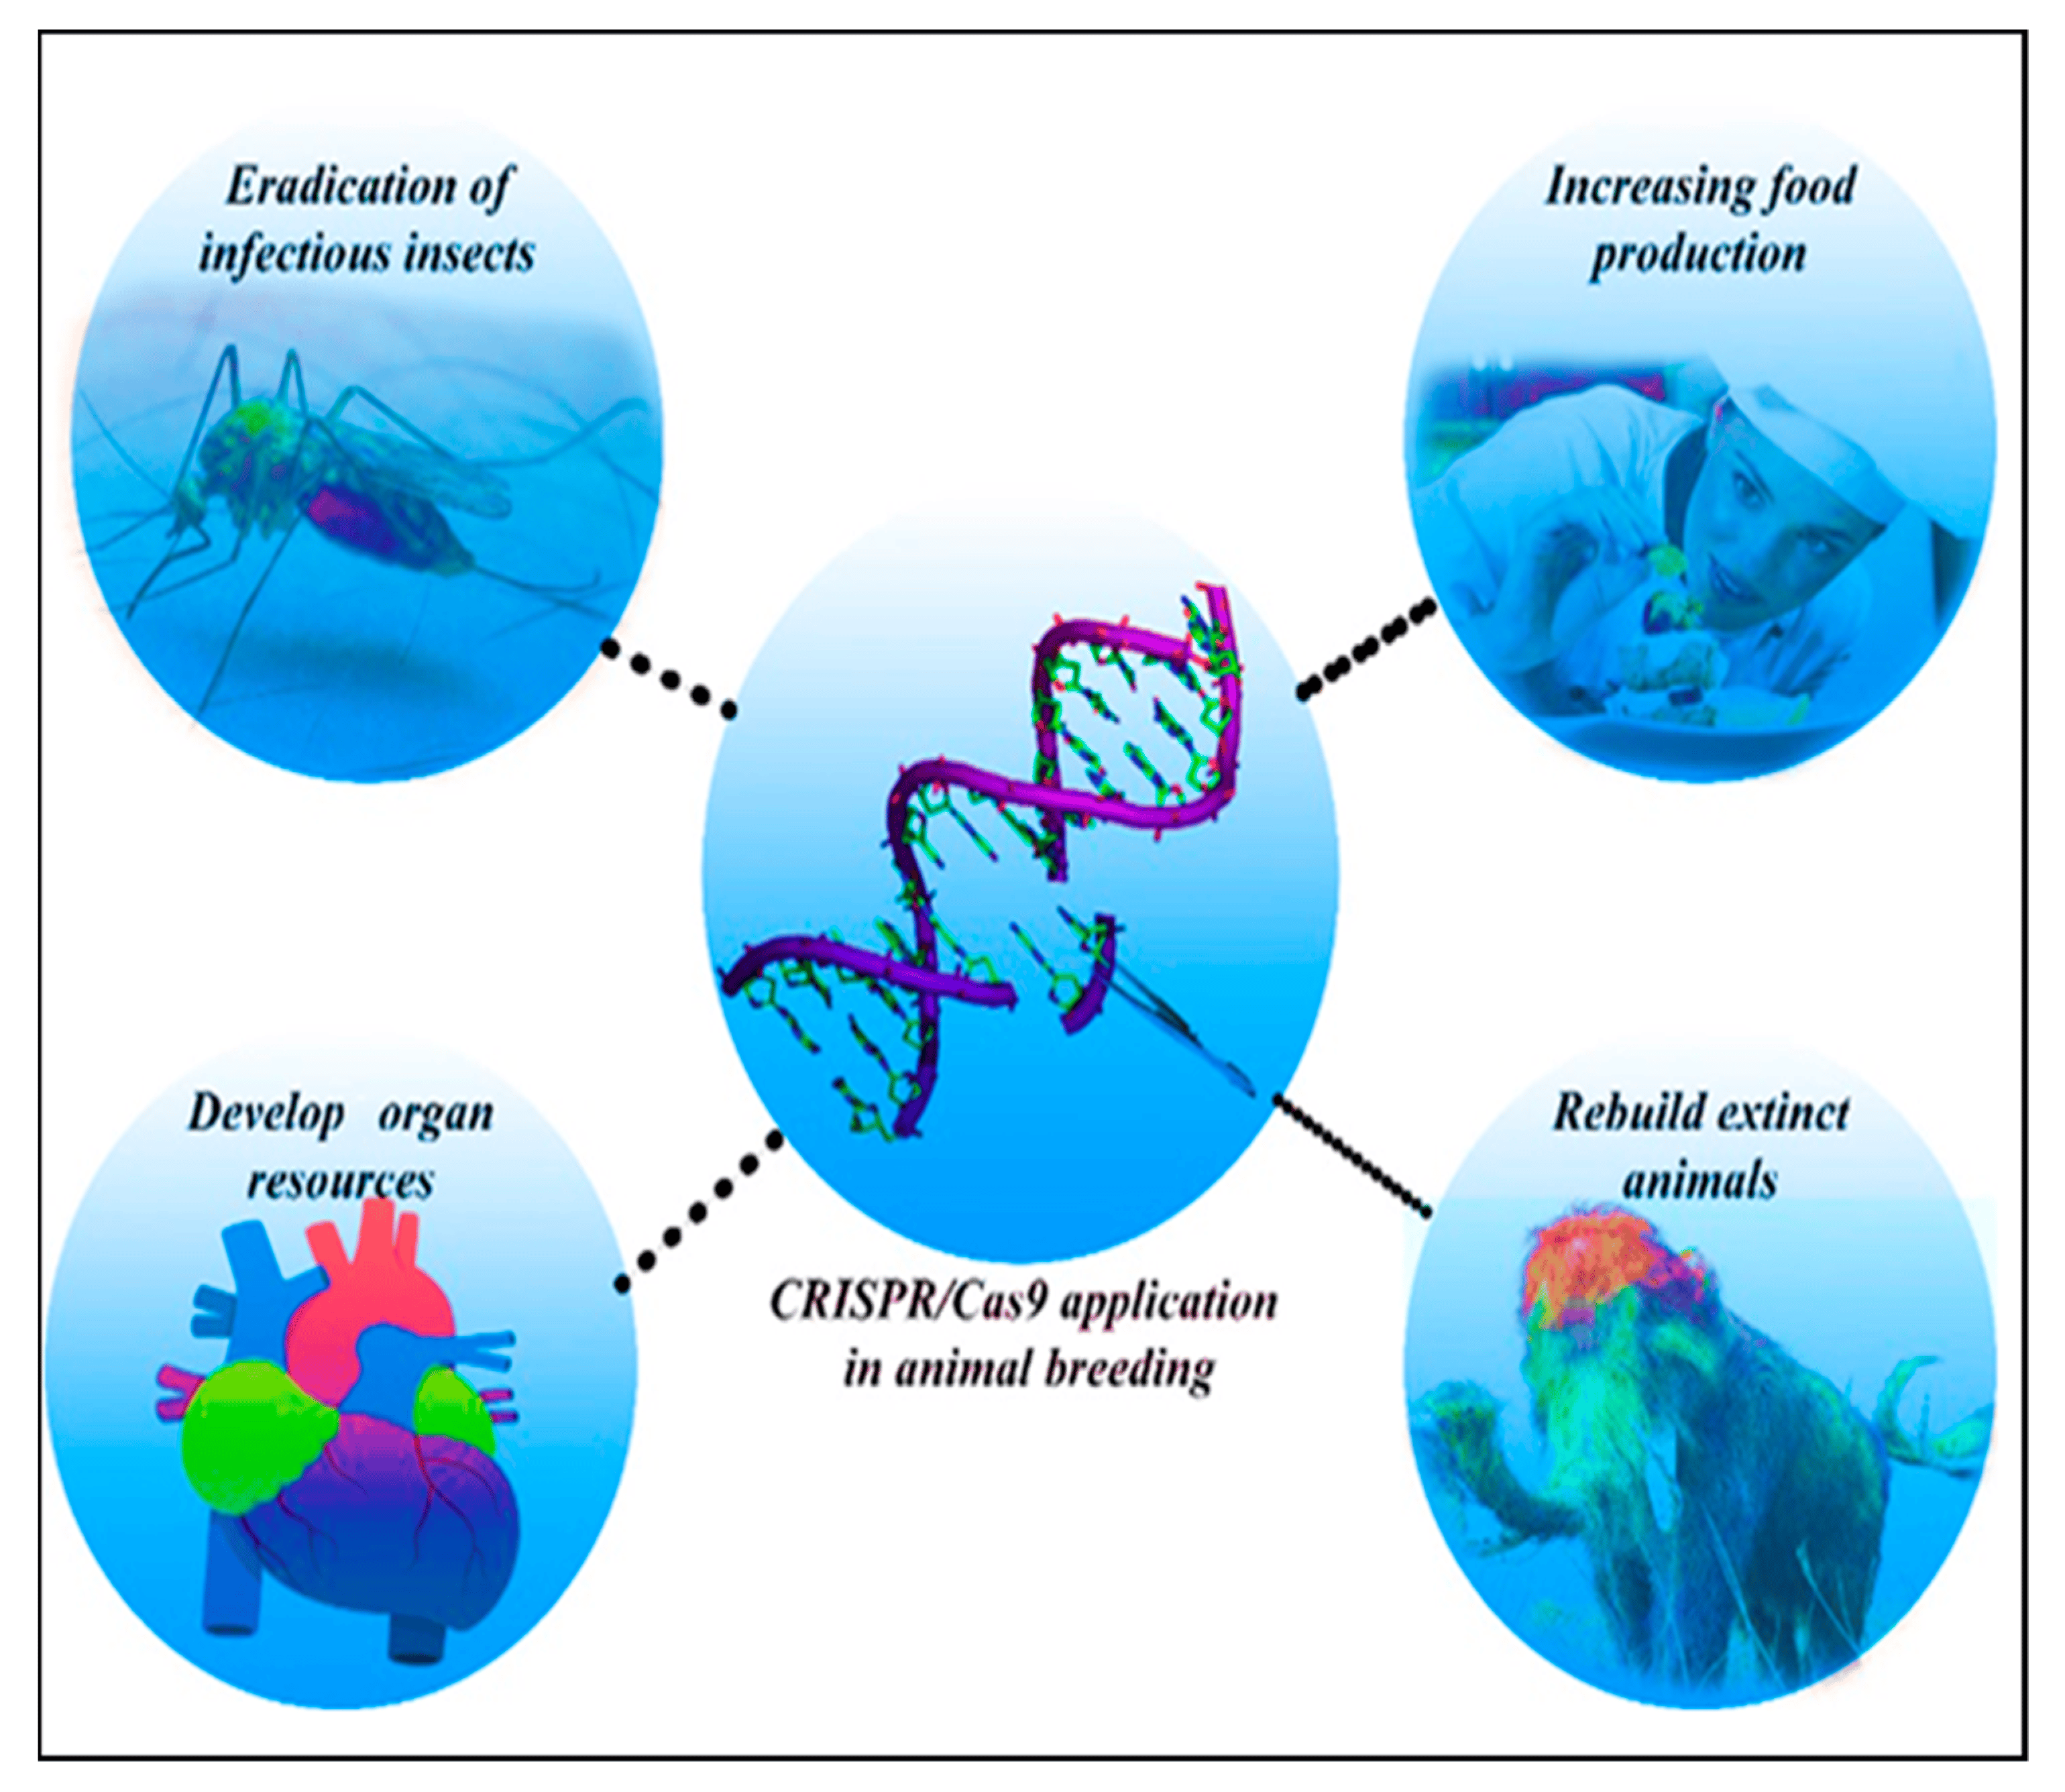 Eradication of
infectious insects
Increasing food
production
Develop organ
resources
Rebuild extinct
animals
CRISPR/Cas9 application
in animal breeding